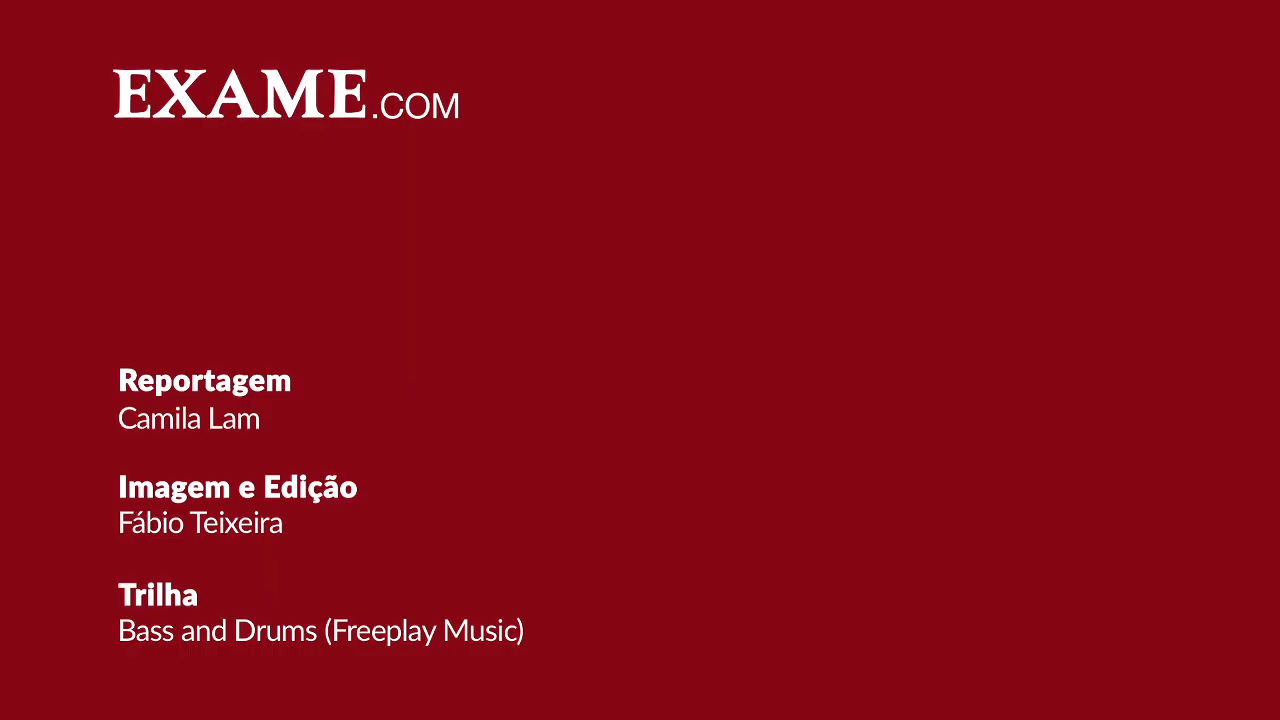 EXAME.COM
Reportagem
Camila Lam
Imagem e Edição
Fábio Teixeira
Trilha
Bass and Drums (Freeplay Music)